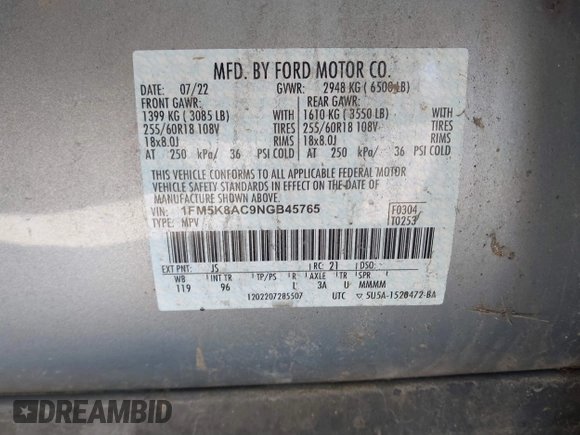 MFD. BY FORD MOTOR CO.
DATE: 07/22 GVWR: 2948 KG ( 6500 LB)
FRONT GAWR: REAR GAWR:
1399 KG ( 3085 LB) WITH 1610 KG ( 3550 LB) WITH
255/60R18 108V TIRES 255/60R18 108V TIRES
18x8.0J RIMS 18x8.0J RIMS
AT 250 kPa/ 36 PSI COLD AT 250 kPa/ 36 PSI COLD
THIS VEHICLE CONFORMS TO ALL APPLICABLE FEDERAL MOTOR
VEHICLE SAFETY AND BUMPER STANDARDS IN EFFECT ON THE DATE OF
MANUFACTURE SHOWN ABOVE.
VIN: 1FM5K8AC9NGB45765 F0304
TYPE: MPV T0253
EXT PNT: JS RC: 21 DSO:
WB INT TR TP/PS R AXLE TR SPR
119 96 L 3A U MMMM
1202207285507 UTC ▽ 5U5A-1520472-BA
DREAMBID